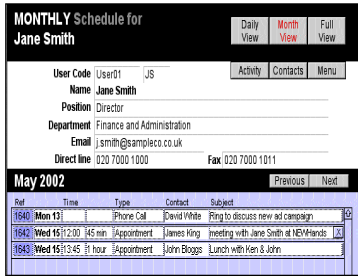 MONTHLY Schedule for
Jane Smith
Daily View
Month View
Full View
User Code User01 JS
Activity Contacts Menu
Name Jane Smith
Position Director
Department Finance and Administration
Email j.smith@sampleco.co.uk
Direct line 020 7000 1000 Fax 020 7000 1011
May 2002 Previous Next
Ref Time Type Contact Subject
1640 Mon 13 Phone Call David White Ring to discuss new ad campaign
1642 Wed 15 12:00 45 min Appointment James King meeting with Jane Smith at NEWHands X
1643 Wed 15 13:45 1 hour Appointment John Bloggs Lunch with Ken & John